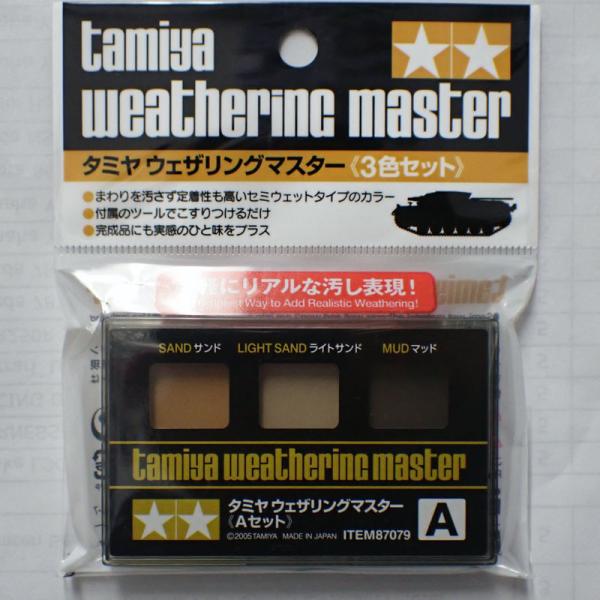 tamiya
weathering master
タミヤ ウェザリングマスター《3色セット》
●まわりを汚さず定着性も高いセミウェットタイプのカラー
●付属のツールでこすりつけるだけ
●完成品にも実感のひと味をプラス
にリアルな汚し表現！
Way to Add Realistic Weathering!
SAND サンド LIGHT SAND ライトサンド MUD マッド
tamiya weathering master
タミヤ ウェザリングマスター
《Aセット》
©2005 TAMIYA MADE IN JAPAN ITEM87079
A